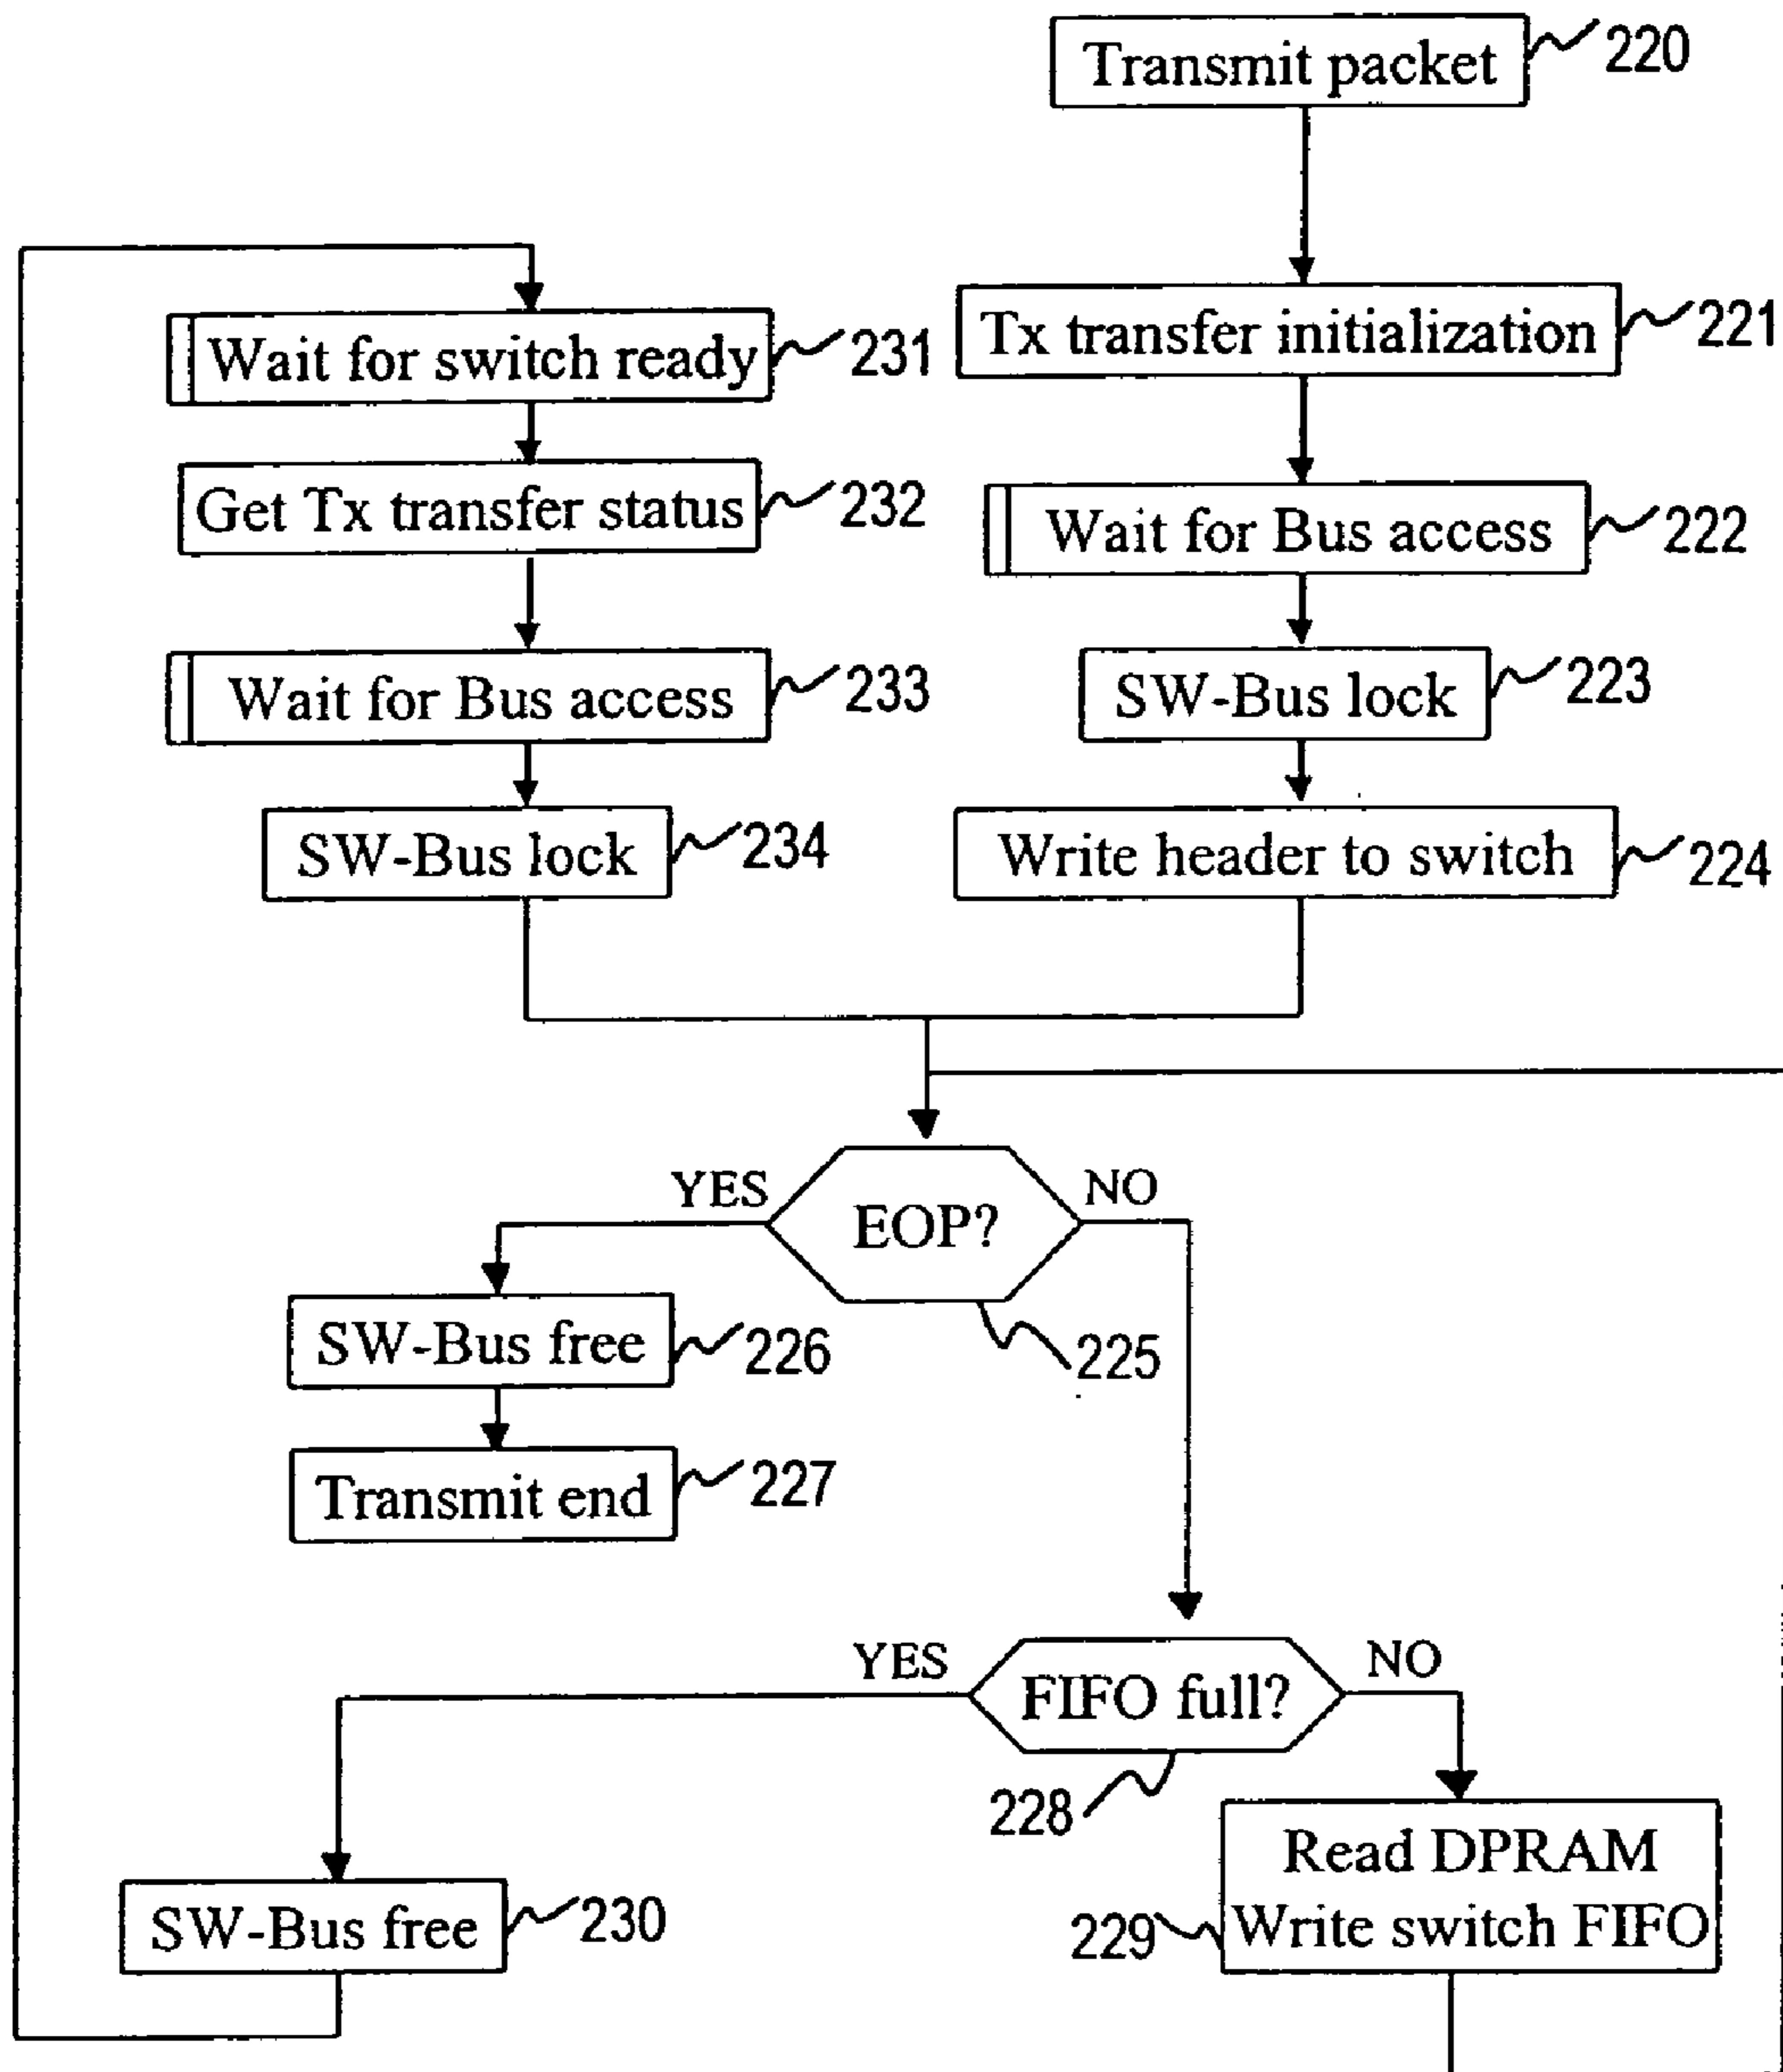 Transmit packet 220
Tx transfer initialization 221
Wait for switch ready 231
Get Tx transfer status 232
Wait for Bus access 222
Wait for Bus access 233
SW-Bus lock 223
SW-Bus lock 234
Write header to switch 224
YES
NO
EOP?
225
SW-Bus free 226
Transmit end 227
YES
NO
FIFO full?
228
Read DPRAM
Write switch FIFO
229
SW-Bus free 230